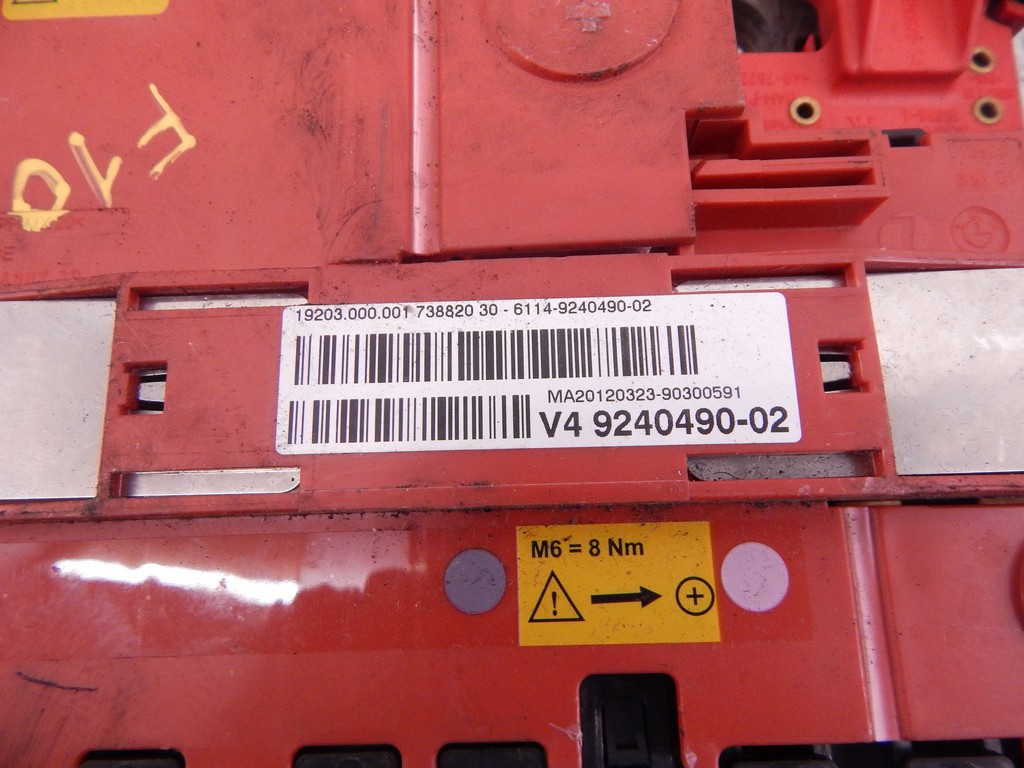 F10
19203.000.001 738820 30 - 6114-9240490-02
MA20120323-90300591
V4 9240490-02
M6 = 8 Nm